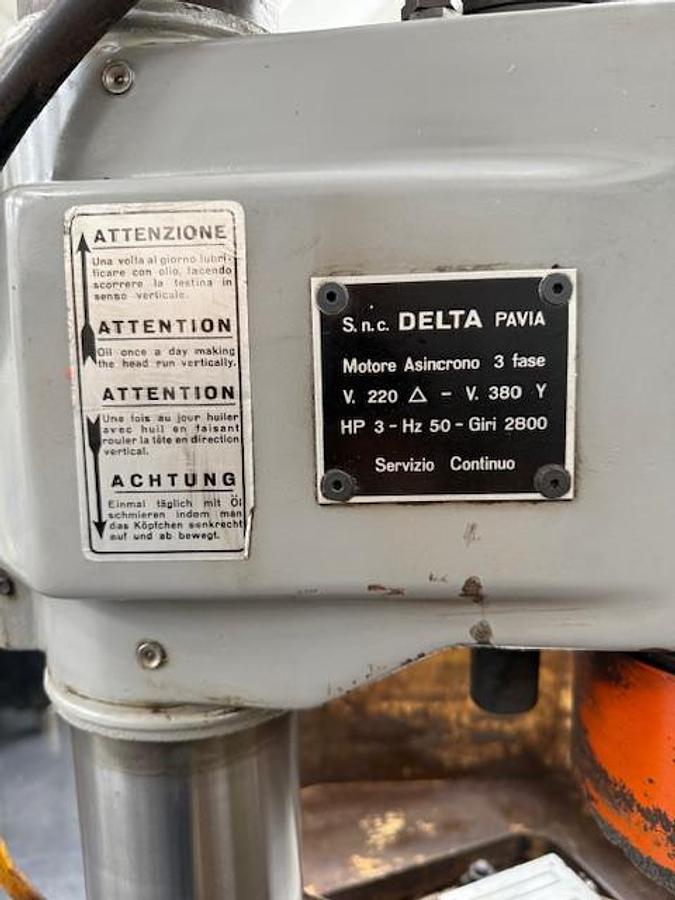 ATTENZIONE
Una volta al giorno lubri-
ficare con olio, facendo
scorrere la testina in
senso verticale.
ATTENTION
Oil once a day making
the head run vertically.
ATTENTION
Une fois au jour huiler
avec huil en faisant
rouler la tête en direction
vertical.
ACHTUNG
Einmal täglich mit Öl
schmieren indem man
das Köpfchen senkrecht
auf und ab bewegt.
S.n.c. DELTA PAVIA
Motore Asincrono 3 fase
V. 220 Δ - V. 380 Y
HP 3 - Hz 50 - Giri 2800
Servizio Continuo